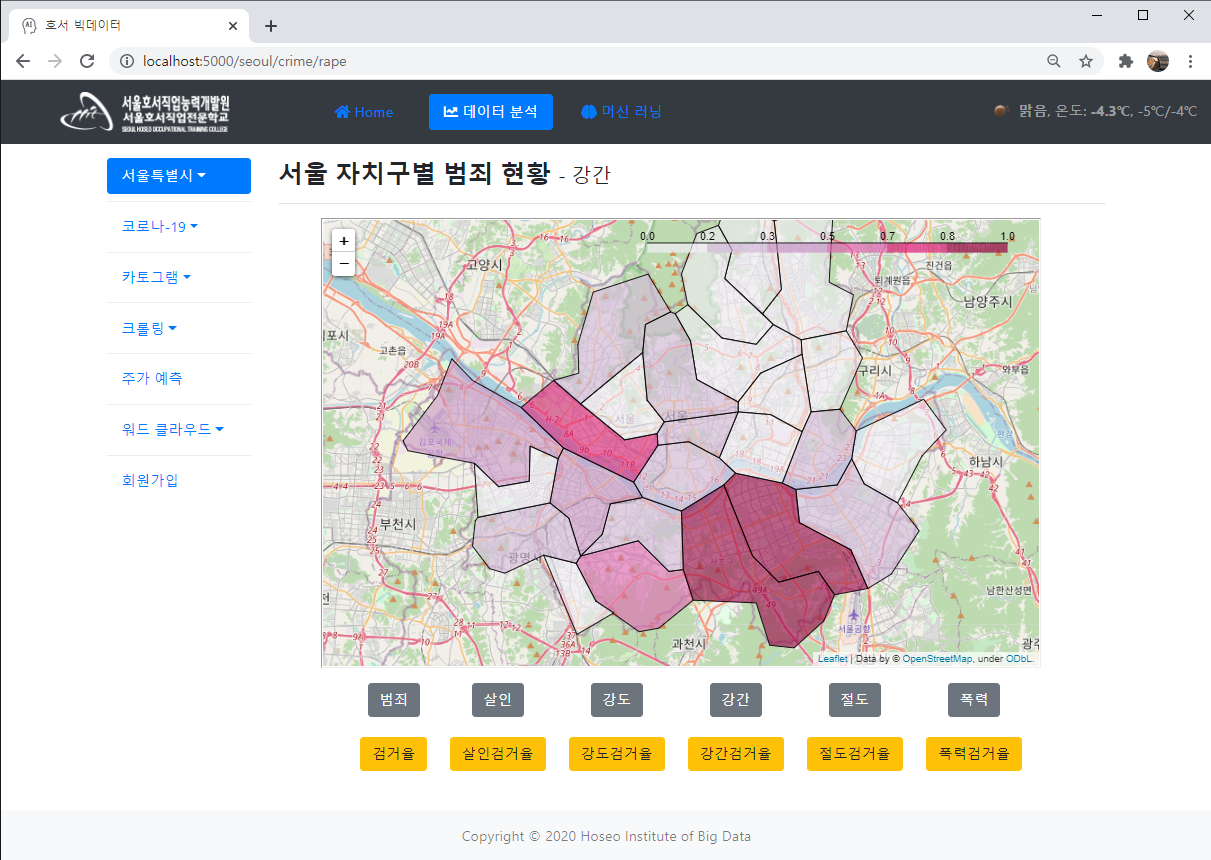 호서 빅데이터
localhost:5000/seoul/crime/rape
서울호서직업능력개발원
서울호서직업전문학교
SEOUL HOSEO OCCUPATIONAL TRAINING COLLEGE
Home
데이터 분석
머신 러닝
맑음, 온도: -4.3℃, -5℃/-4℃
서울특별시
코로나-19
카토그램
크롤링
주가 예측
워드 클라우드
회원가입
서울 자치구별 범죄 현황 - 강간
+
−
0.0 0.2 0.3 0.5 0.7 0.8 1.0
고양시
진건읍
퇴계원읍
남양주시
김포시
고촌읍
구리시
와부읍
서울
하남시
부천시
광명시
남한산성면
과천시
서울공항
Leaflet | Data by © OpenStreetMap, under ODbL.
범죄 살인 강도 강간 절도 폭력
검거율 살인검거율 강도검거율 강간검거율 절도검거율 폭력검거율
Copyright © 2020 Hoseo Institute of Big Data